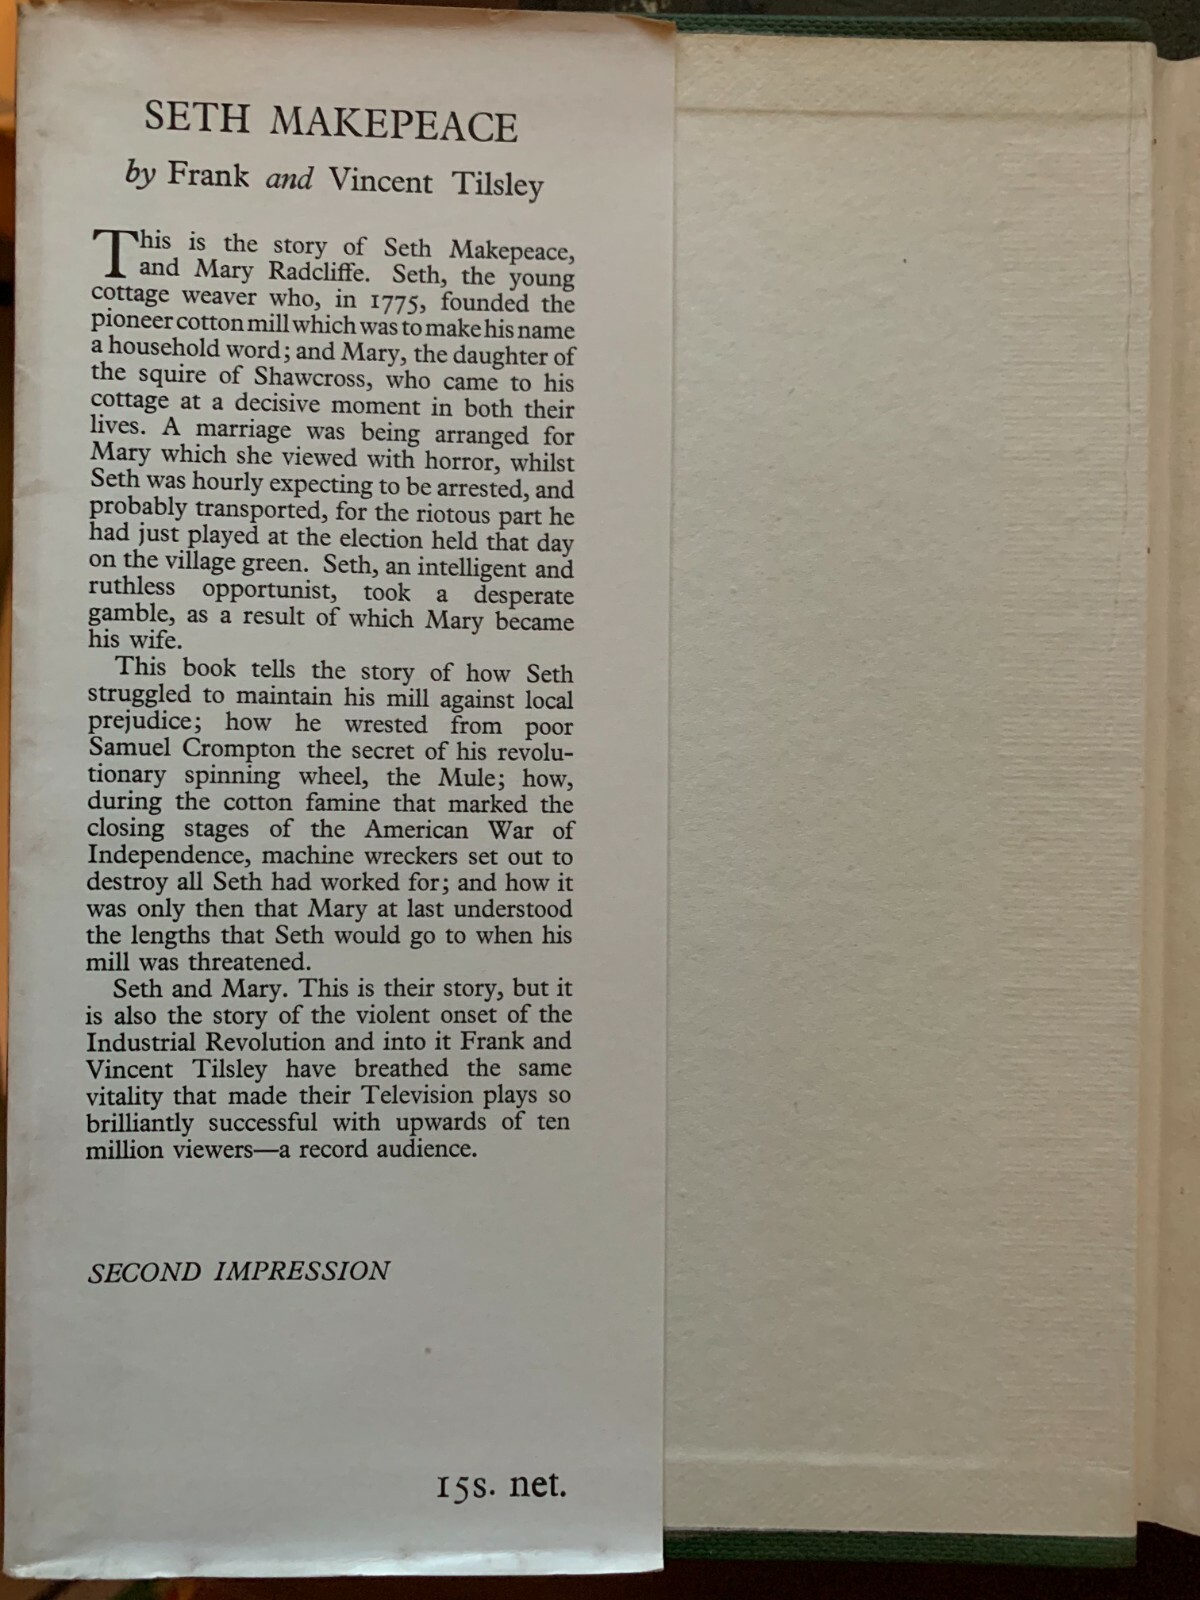 SETH MAKEPEACE
by Frank and Vincent Tilsley
This is the story of Seth Makepeace,
and Mary Radcliffe. Seth, the young
cottage weaver who, in 1775, founded the
pioneer cotton mill which was to make his name
a household word; and Mary, the daughter of
the squire of Shawcross, who came to his
cottage at a decisive moment in both their
lives. A marriage was being arranged for
Mary which she viewed with horror, whilst
Seth was hourly expecting to be arrested, and
probably transported, for the riotous part he
had just played at the election held that day
on the village green. Seth, an intelligent and
ruthless opportunist, took a desperate
gamble, as a result of which Mary became
his wife.
This book tells the story of how Seth
struggled to maintain his mill against local
prejudice; how he wrested from poor
Samuel Crompton the secret of his revolu-
tionary spinning wheel, the Mule; how,
during the cotton famine that marked the
closing stages of the American War of
Independence, machine wreckers set out to
destroy all Seth had worked for; and how it
was only then that Mary at last understood
the lengths that Seth would go to when his
mill was threatened.
Seth and Mary. This is their story, but it
is also the story of the violent onset of the
Industrial Revolution and into it Frank and
Vincent Tilsley have breathed the same
vitality that made their Television plays so
brilliantly successful with upwards of ten
million viewers—a record audience.
SECOND IMPRESSION
15s. net.